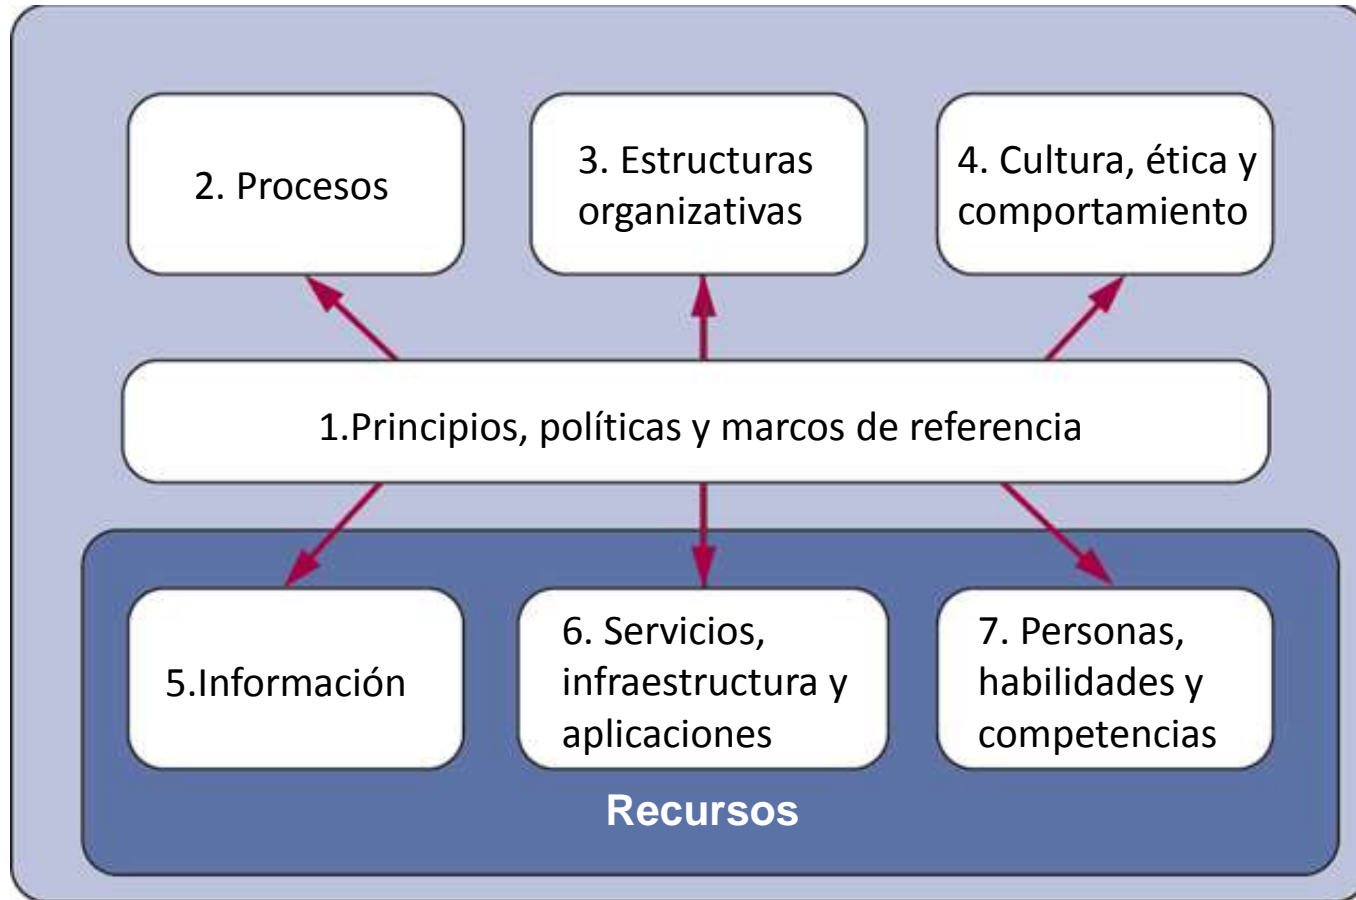 2. Procesos
3. Estructuras
organizativas
4. Cultura, ética y
comportamiento
1.Principios, políticas y marcos de referencia
5.Información
6. Servicios,
infraestructura y
aplicaciones
7. Personas,
habilidades y
competencias
Recursos